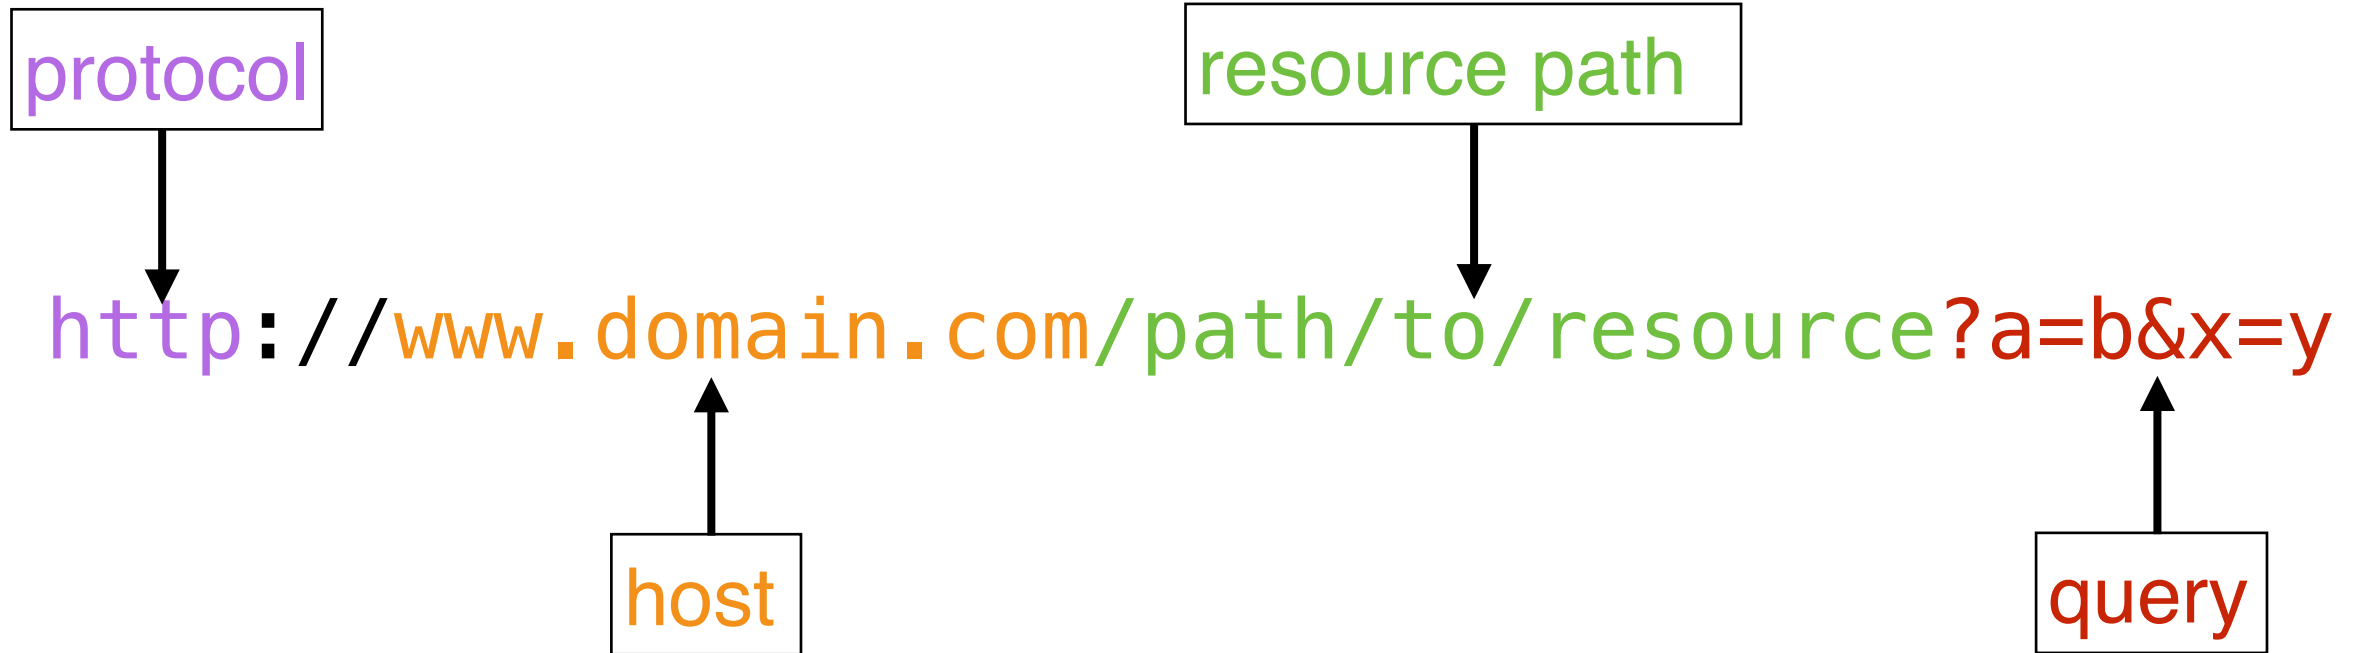 protocol
resource path
http://www.domain.com/path/to/resource?a=b&x=y
host
query